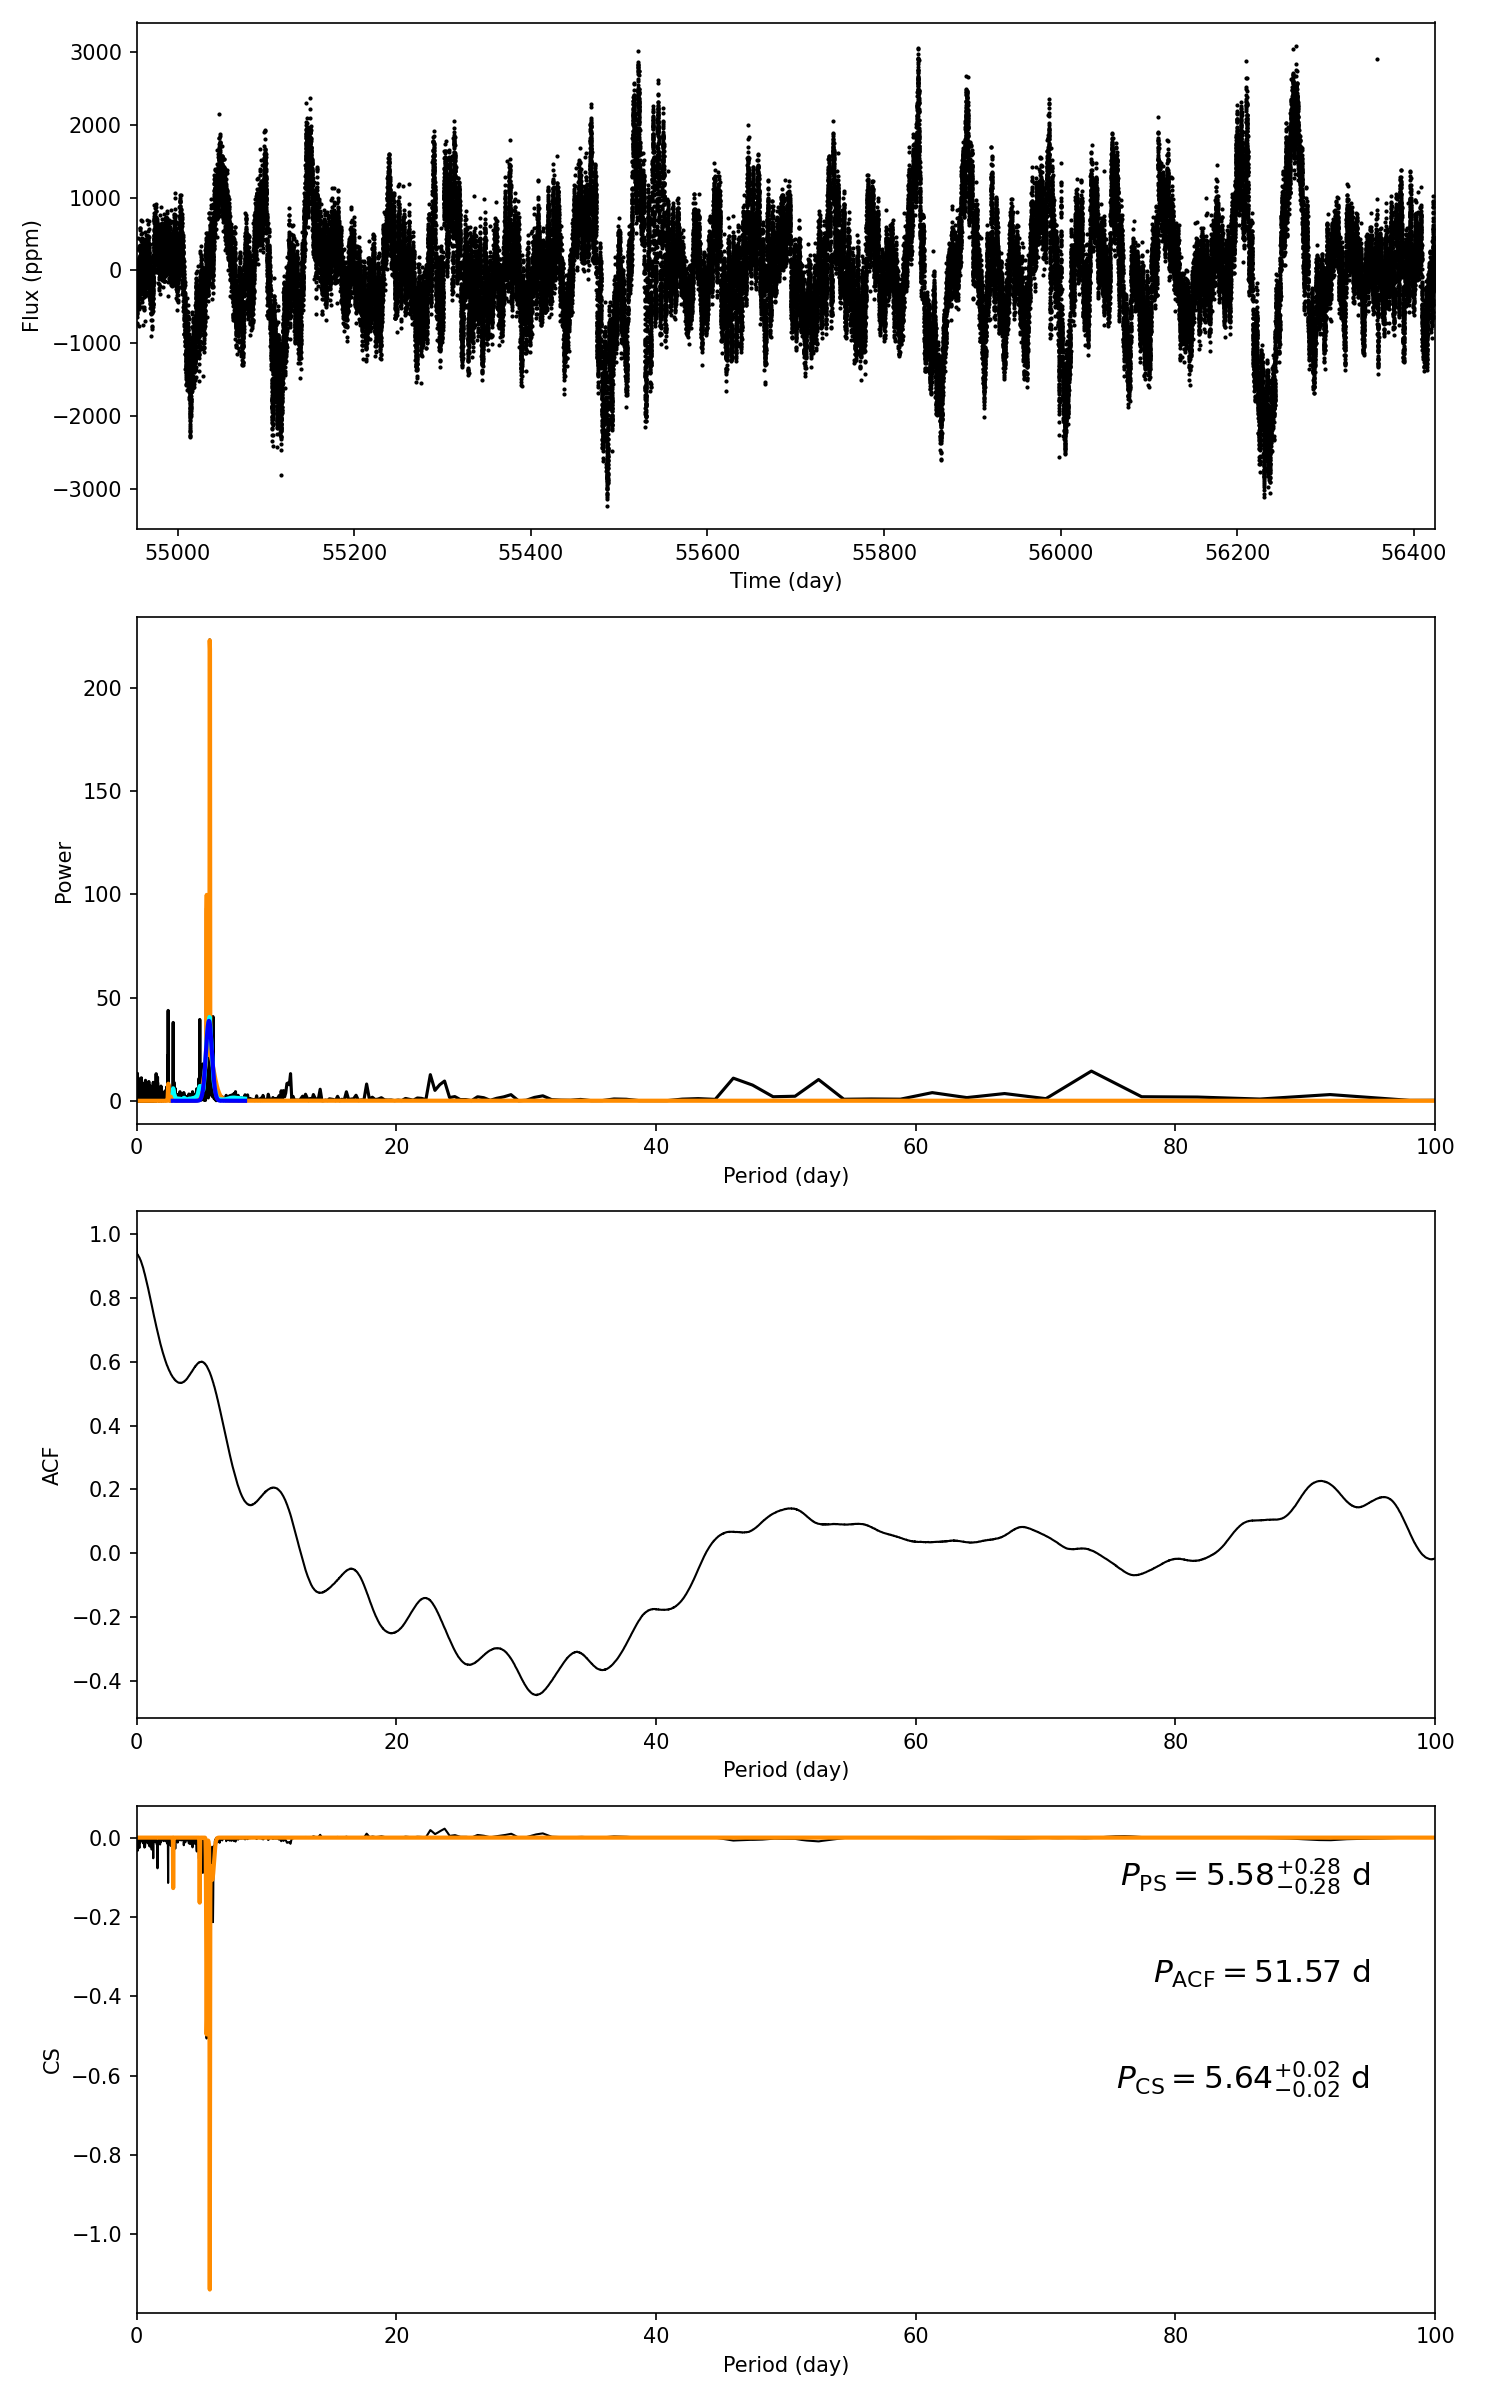 3000
2000
1000
0
−1000
−2000
−3000
Flux (ppm)
55000 55200 55400 55600 55800 56000 56200 56400
Time (day)
200
150
100
50
0
Power
0 20 40 60 80 100
Period (day)
1.0
0.8
0.6
0.4
0.2
0.0
−0.2
−0.4
ACF
0 20 40 60 80 100
Period (day)
0.0
−0.2
−0.4
−0.6
−0.8
−1.0
CS
P_PS = 5.58^{+0.28}_{−0.28} d
P_ACF = 51.57 d
P_CS = 5.64^{+0.02}_{−0.02} d
0 20 40 60 80 100
Period (day)